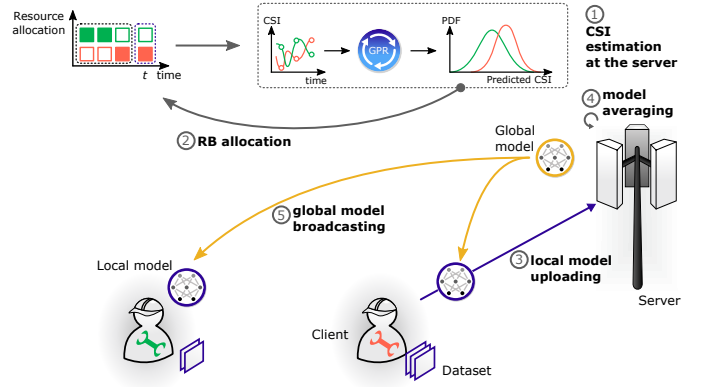 Resource
allocation
t time
CSI
time
GPR
PDF
Predicted CSI
1
CSI
estimation
at the server
2 RB allocation
4 model
averaging
Global
model
5 global model
broadcasting
3 local model
uploading
Local model
Client
Dataset
Server